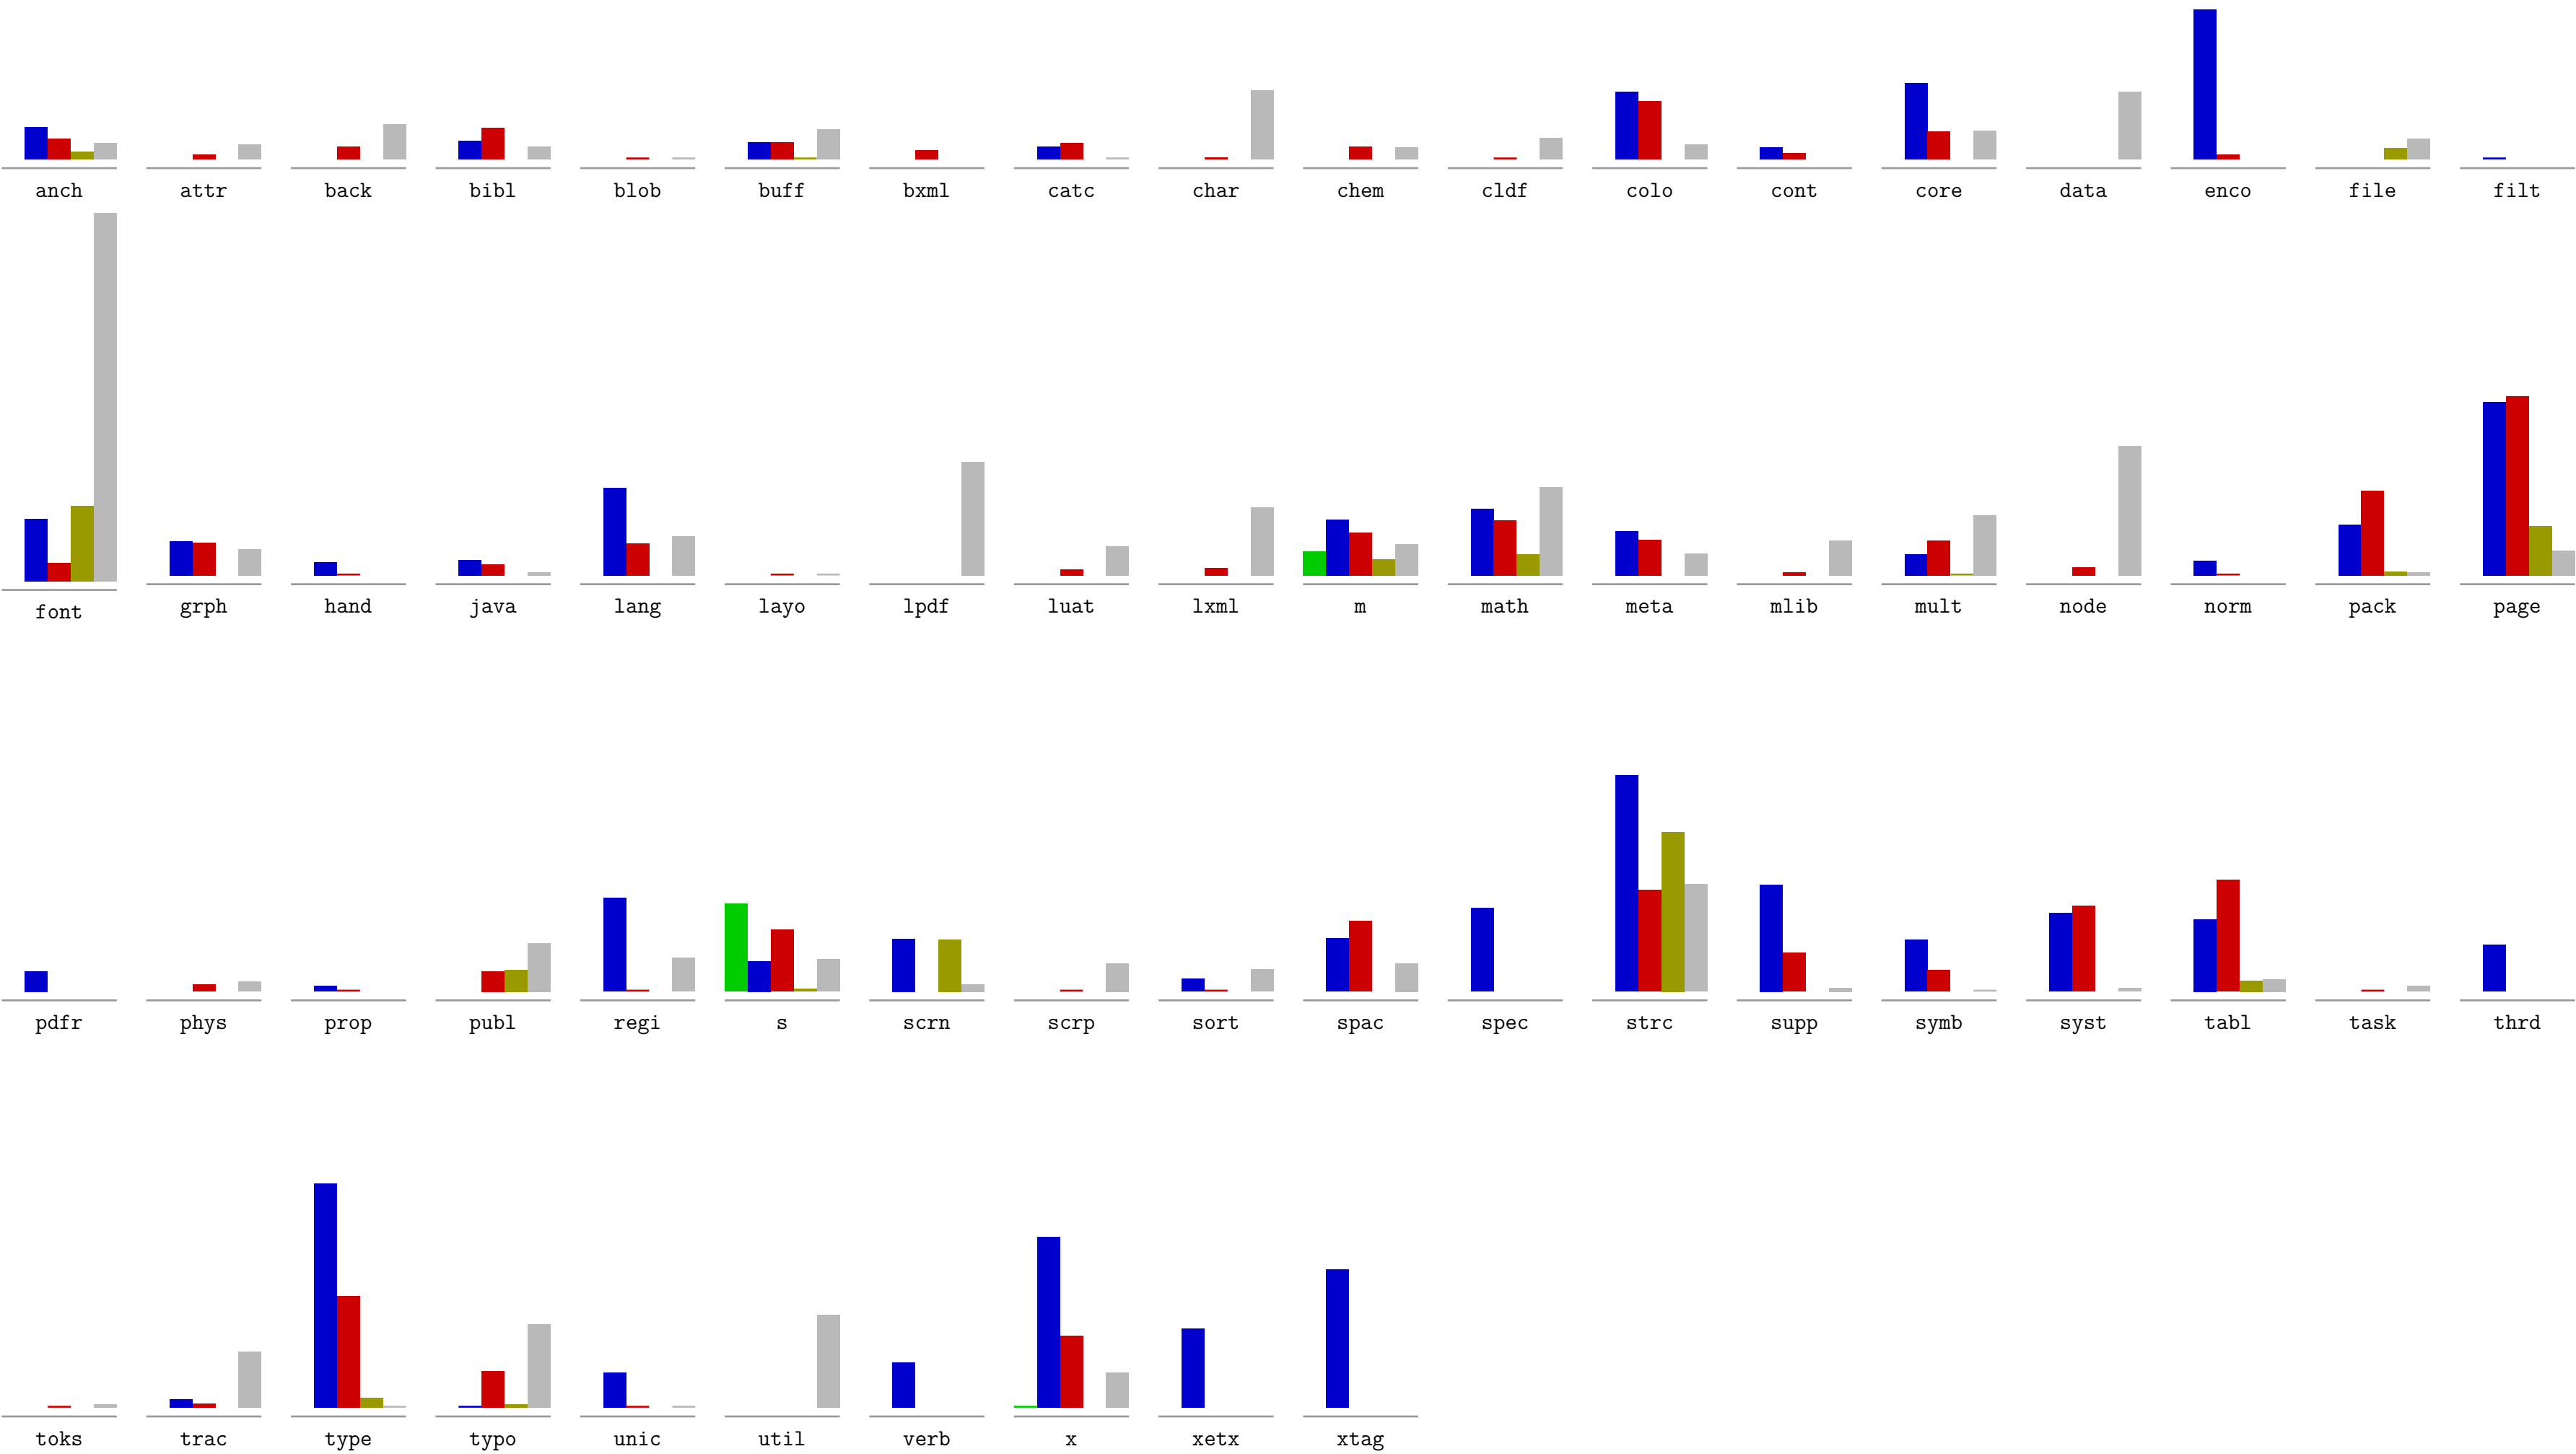 anch attr back bibl blob buff bxml catc char chem cldf colo cont core data enco file filt
font grph hand java lang layo lpdf luat lxml m math meta mlib mult node norm pack page
pdfr phys prop publ regi s scrn scrp sort spac spec strc supp symb syst tabl task thrd
toks trac type typo unic util verb x xetx xtag